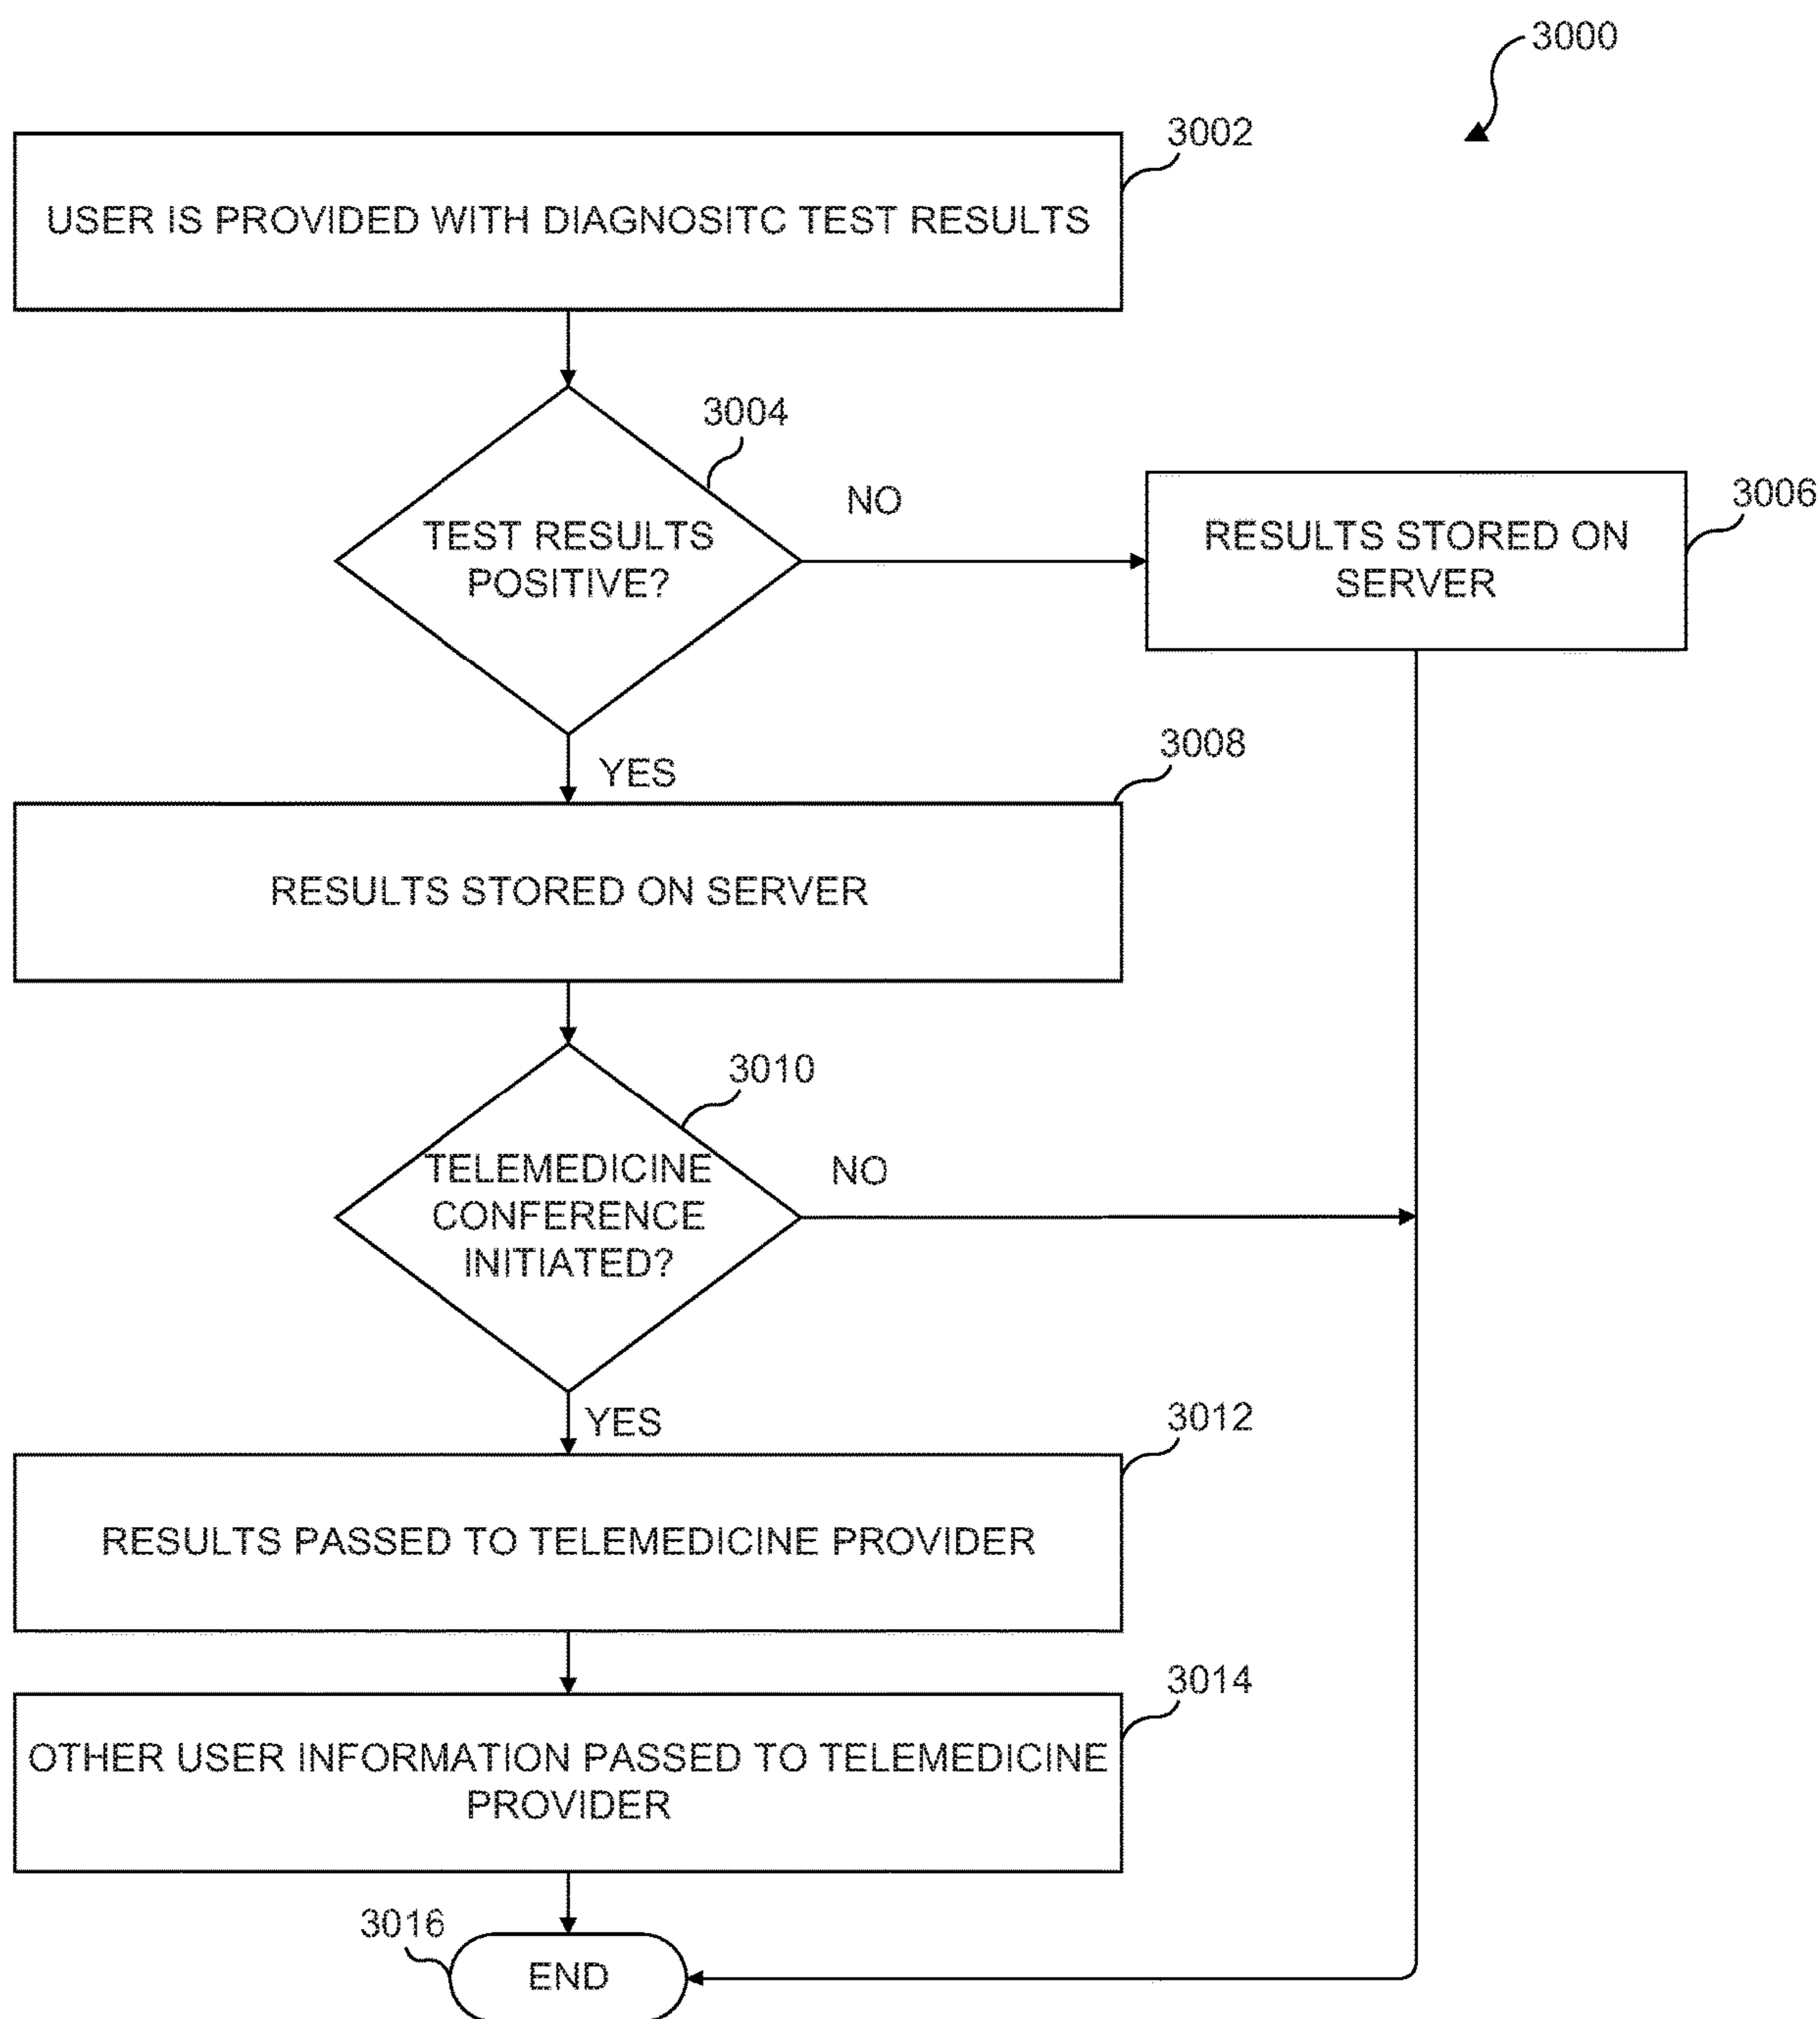 3000
3002
USER IS PROVIDED WITH DIAGNOSITC TEST RESULTS
3004
TEST RESULTS
POSITIVE?
NO
3006
RESULTS STORED ON
SERVER
YES
3008
RESULTS STORED ON SERVER
3010
TELEMEDICINE
CONFERENCE
INITIATED?
NO
YES
3012
RESULTS PASSED TO TELEMEDICINE PROVIDER
3014
OTHER USER INFORMATION PASSED TO TELEMEDICINE
PROVIDER
3016
END